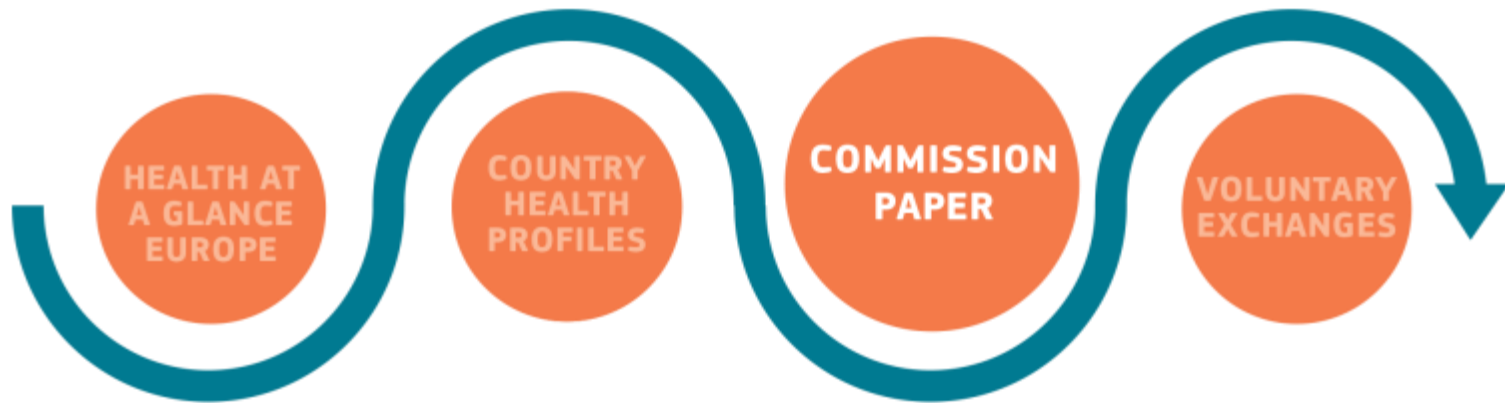 HEALTH AT
A GLANCE
EUROPE
COUNTRY
HEALTH
PROFILES
COMMISSION
PAPER
VOLUNTARY
EXCHANGES